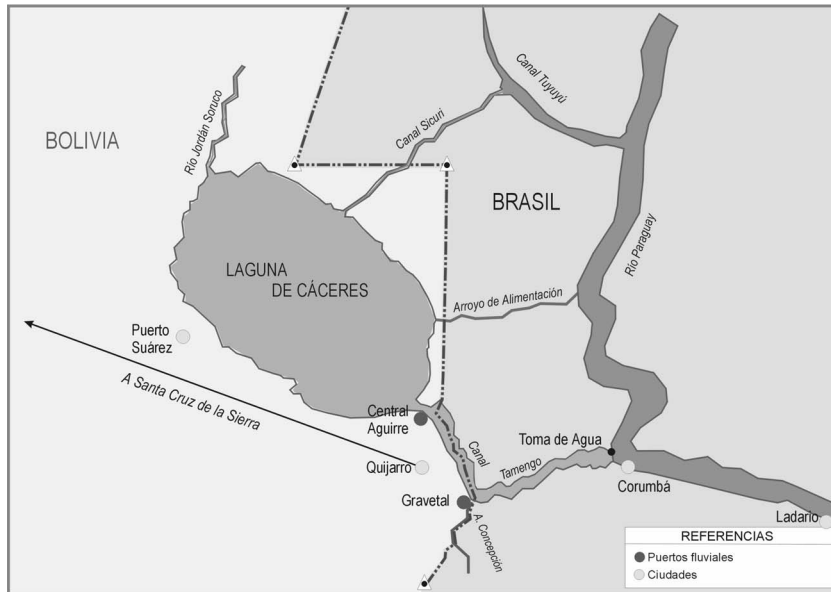 Canal Tuyuyú
Río Jordán Soruco
Canal Sicuri
BOLIVIA
BRASIL
Río Paraguay
LAGUNA
DE CÁCERES
Arroyo de Alimentación
Puerto
Suárez
A Santa Cruz de la Sierra
Central
Aguirre
Canal
Tamengo
Toma de Agua
Quijarro
Corumbá
Gravetal
A. Concepción
Ladario
REFERENCIAS
Puertos fluviales
Ciudades